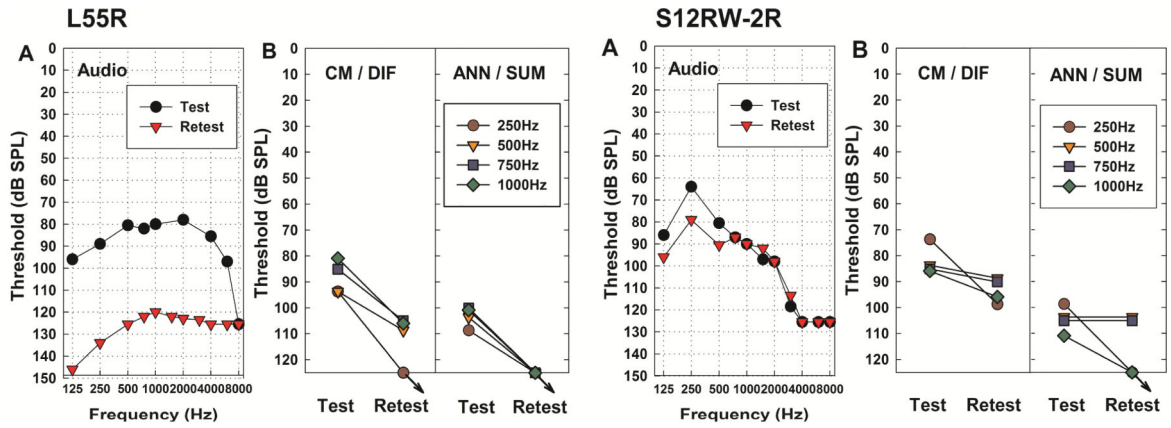 L55R
A
Audio
Test
Retest
Threshold (dB SPL)
0
10
20
30
40
50
60
70
80
90
100
110
120
130
140
150
125 250 500 1000 2000 4000 8000
Frequency (Hz)
B
CM / DIF
ANN / SUM
250Hz
500Hz
750Hz
1000Hz
Threshold (dB SPL)
0
10
20
30
40
50
60
70
80
90
100
110
120
Test Retest Test Retest
S12RW-2R
A
Audio
Test
Retest
Threshold (dB SPL)
0
10
20
30
40
50
60
70
80
90
100
110
120
130
140
150
125 250 500 1000 2000 4000 8000
Frequency (Hz)
B
CM / DIF
ANN / SUM
250Hz
500Hz
750Hz
1000Hz
Threshold (dB SPL)
0
10
20
30
40
50
60
70
80
90
100
110
120
Test Retest Test Retest